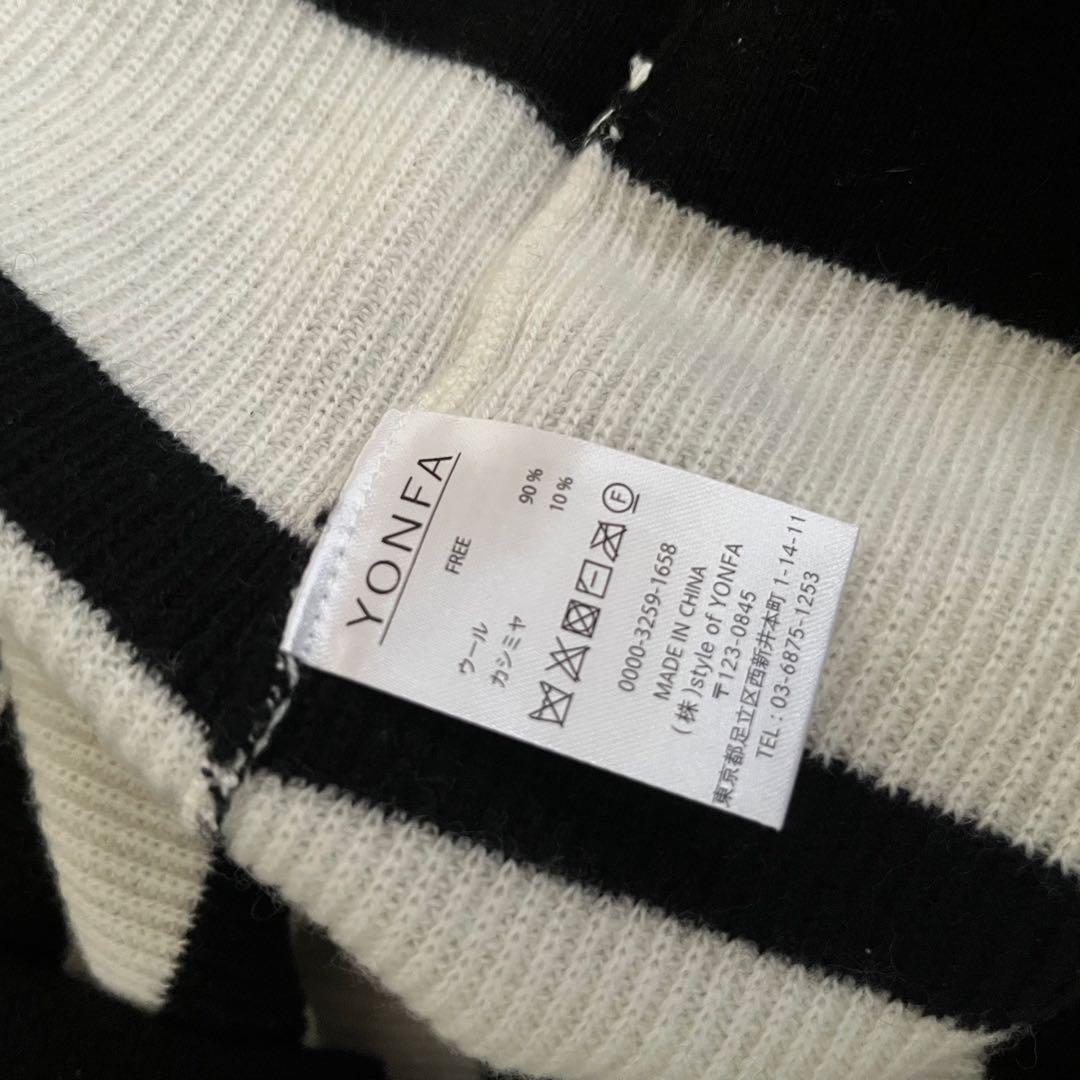 YONFA
FREE
ウール 90%
カシミヤ 10%
F
0000-3259-1658
MADE IN CHINA
(株)style of YONFA
〒123-0845
東京都足立区西新井本町 1-14-11
TEL : 03-6875-1253